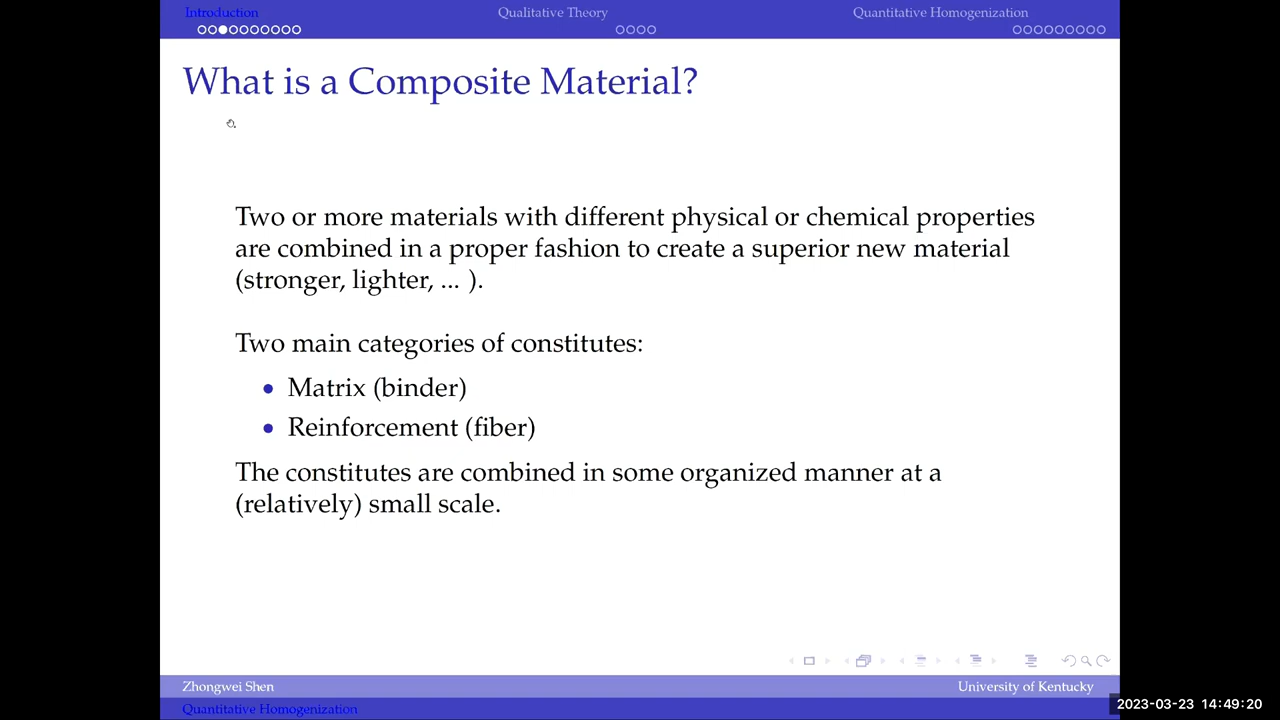 Introduction
Qualitative Theory
Quantitative Homogenization
What is a Composite Material?
Two or more materials with different physical or chemical properties
are combined in a proper fashion to create a superior new material
(stronger, lighter, ... ).
Two main categories of constitutes:
• Matrix (binder)
• Reinforcement (fiber)
The constitutes are combined in some organized manner at a
(relatively) small scale.
Zhongwei Shen
University of Kentucky
Quantitative Homogenization
2023-03-23 14:49:20